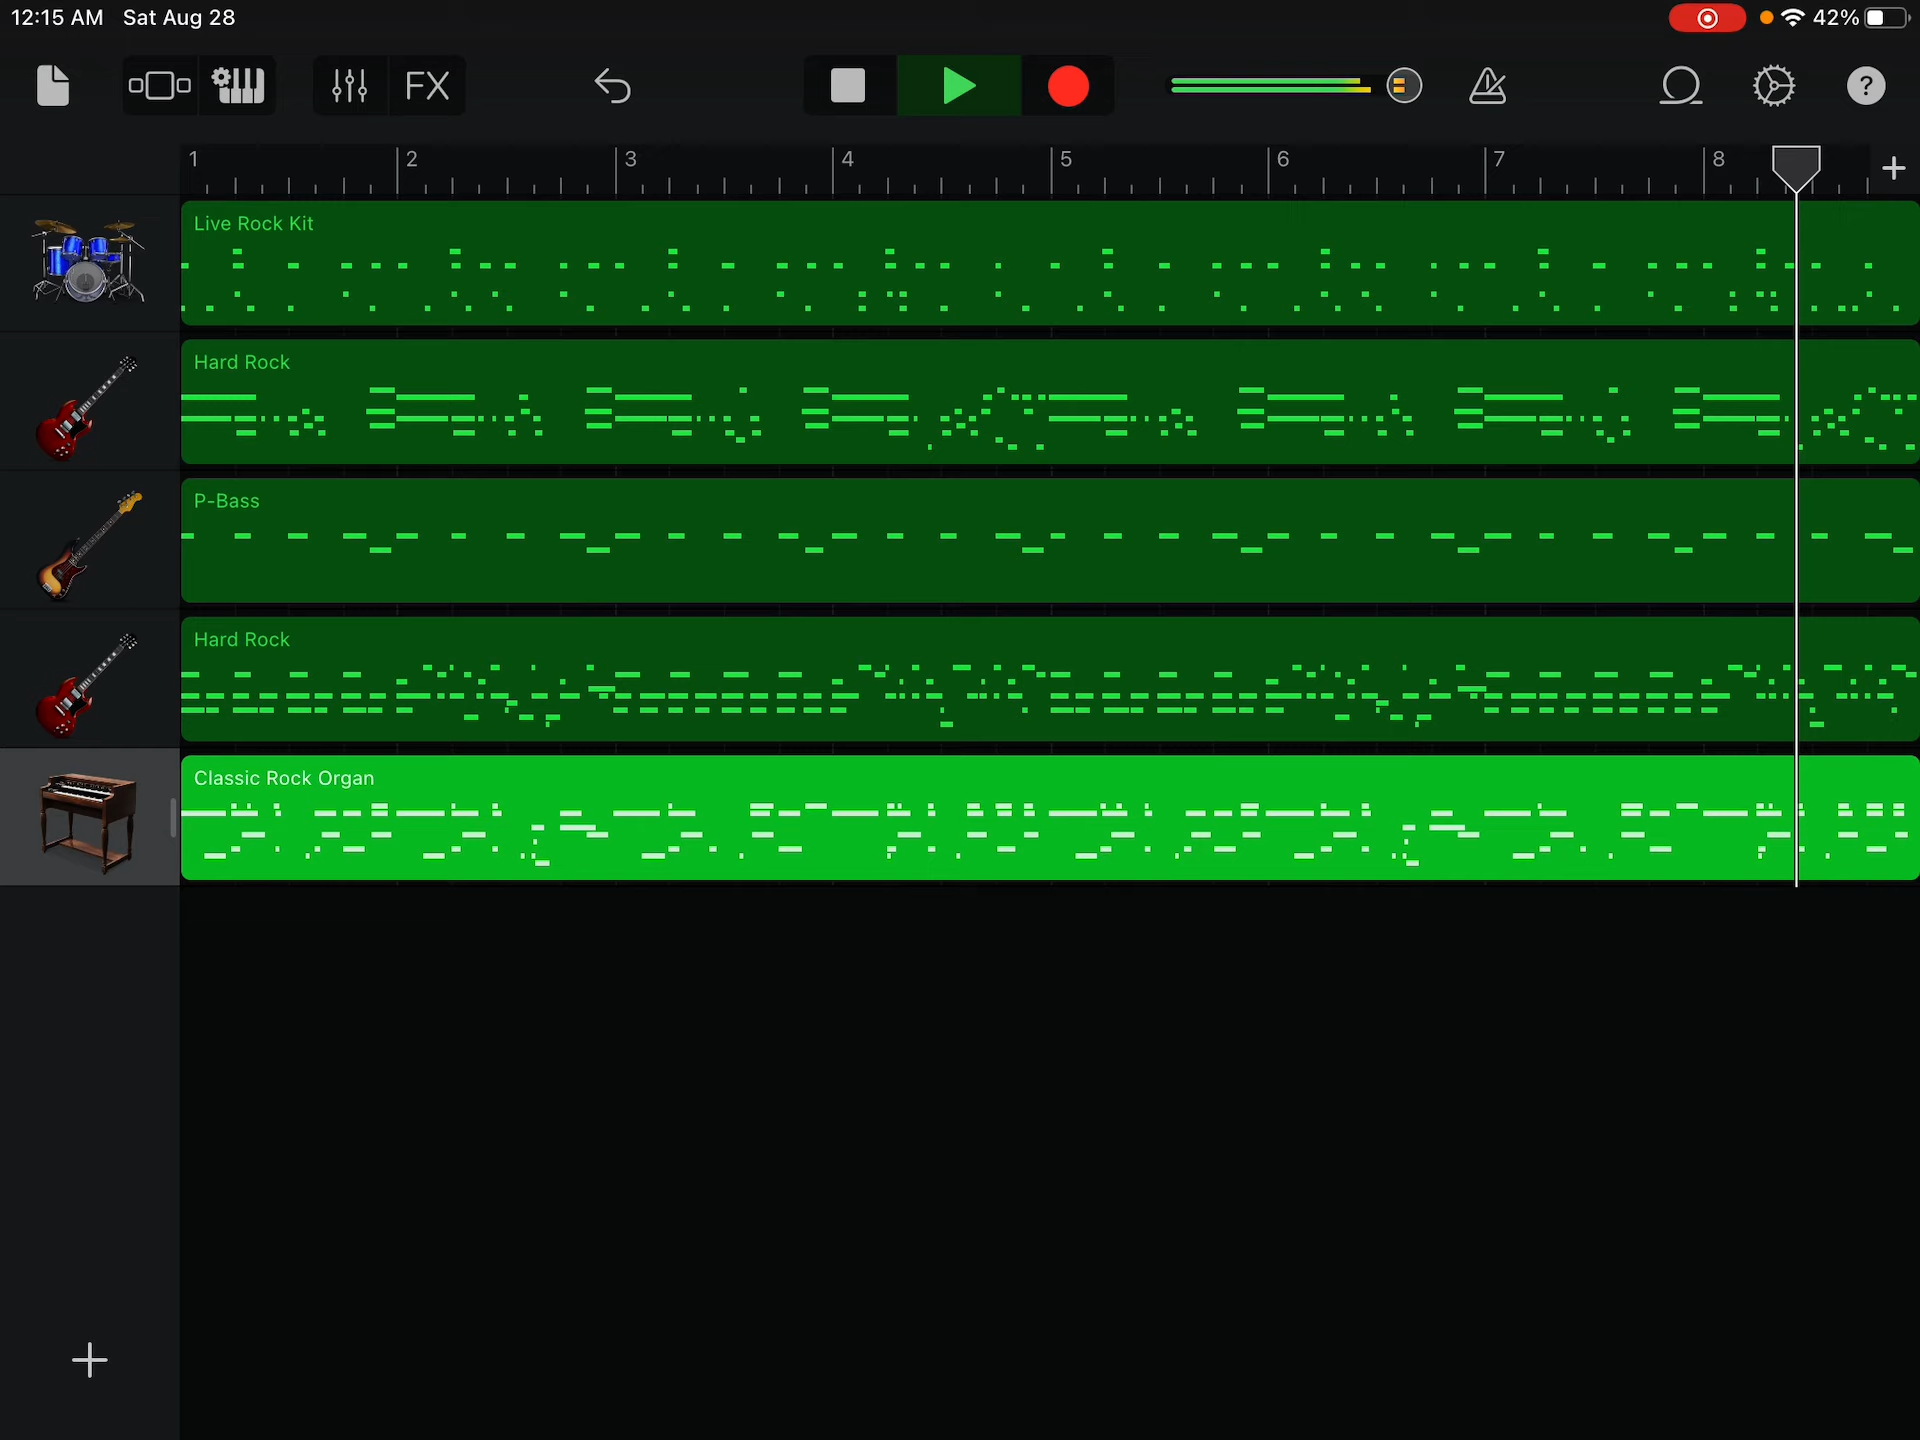 12:15 AM Sat Aug 28
42%
FX
?
1 2 3 4 5 6 7 8
Live Rock Kit
Hard Rock
P-Bass
Hard Rock
Classic Rock Organ